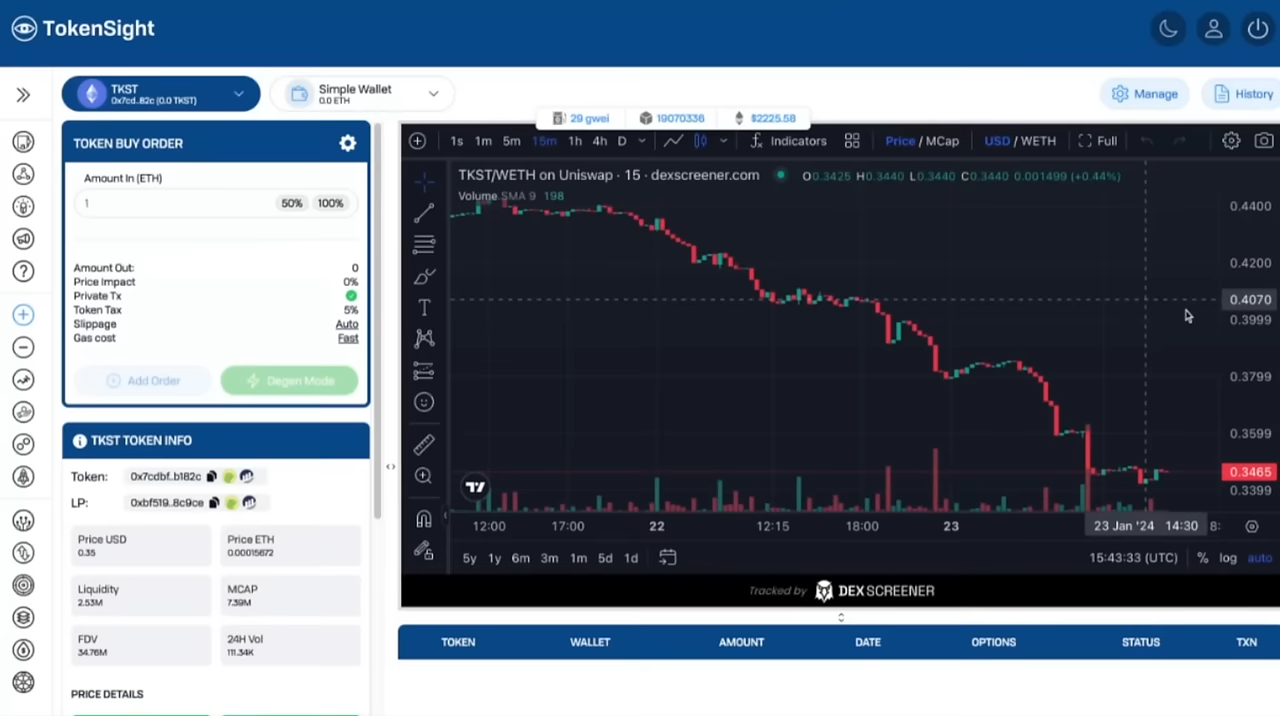 TokenSight
TKST
0x7cd..82c (0.0 TKST)
Simple Wallet
0.0 ETH
Manage
History
29 gwei
19070336
$2225.58
TOKEN BUY ORDER
Amount In (ETH)
1
50%
100%
Amount Out: 0
Price Impact 0%
Private Tx
Token Tax 5%
Slippage Auto
Gas cost Fast
Add Order
Degen Mode
TKST TOKEN INFO
Token: 0x7cdbf..b182c
LP: 0xbf519..8c9ce
Price USD
0.35
Price ETH
0.00015672
Liquidity
2.53M
MCAP
7.39M
FDV
34.76M
24H Vol
111.34K
PRICE DETAILS
1s 1m 5m 15m 1h 4h D
Indicators
Price / MCap
USD / WETH
Full
TKST/WETH on Uniswap · 15 · dexscreener.com
O0.3425 H0.3440 L0.3440 C0.3440 0.001499 (+0.44%)
Volume SMA 9 198
0.4400
0.4200
0.4070
0.3999
0.3799
0.3599
0.3465
0.3399
12:00 17:00 22 12:15 18:00 23 23 Jan '24 14:30 8:
5y 1y 6m 3m 1m 5d 1d
15:43:33 (UTC) % log auto
Tracked by DEX SCREENER
TOKEN WALLET AMOUNT DATE OPTIONS STATUS TXN